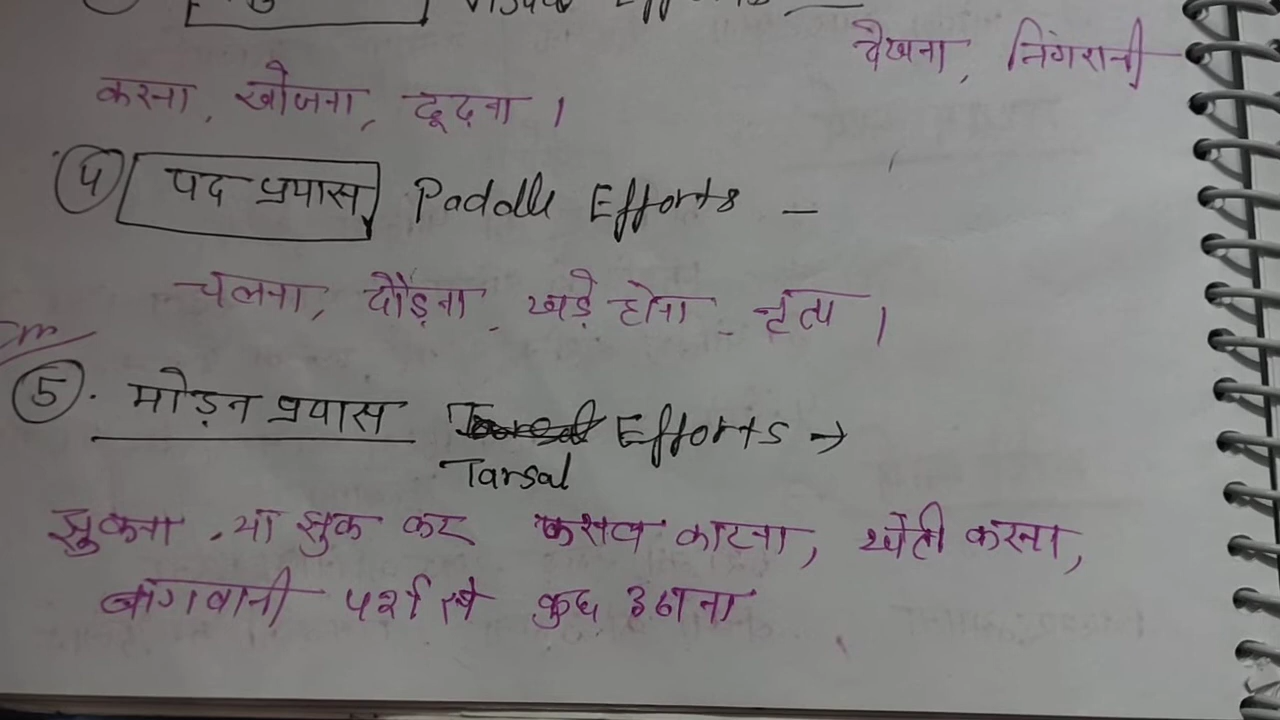 Efforts —
देखना, निगरानी
करना, खोजना, ढूढ़ना ।
④ पद प्रयास Paddle Efforts —
चलना, दौड़ना, खड़े होना, नृत्य ।
⑤. मोड़न प्रयास Efforts →
Tarsal
झुकना, या झुक कर फसल काटना, खेती करना,
बागवानी फर्श से कुछ उठाना